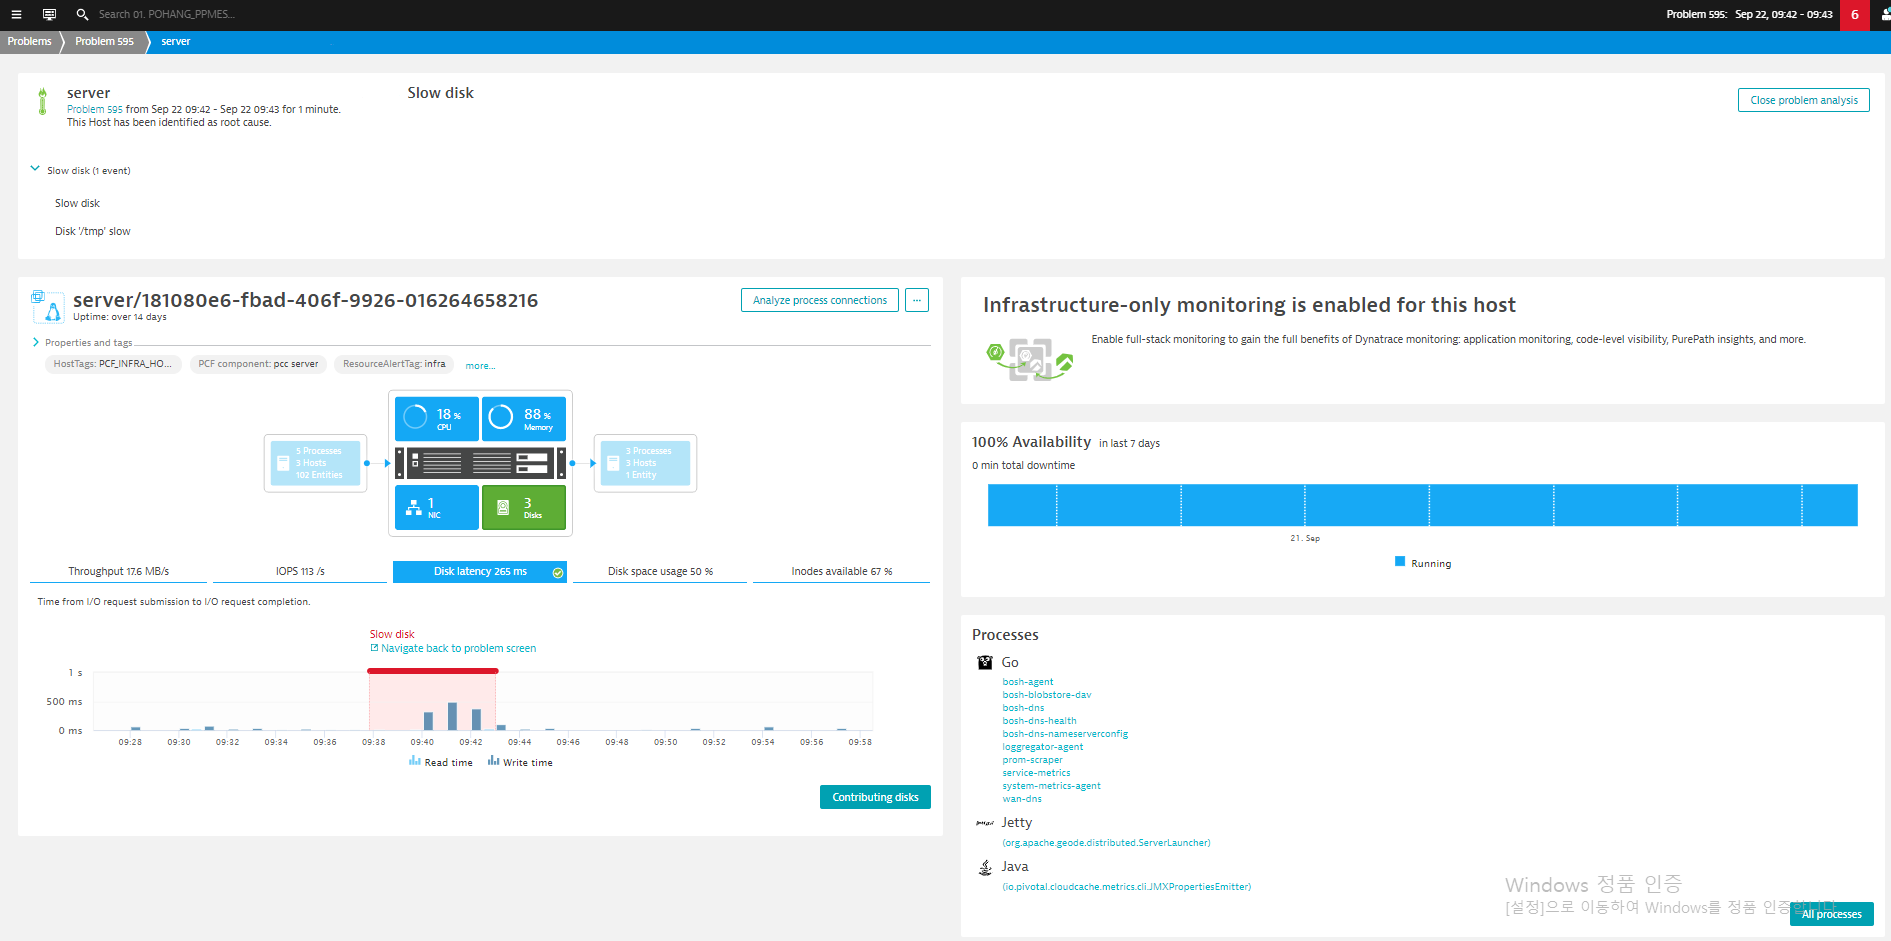 Search 01. POHANG_PPMES...
Problem 595: Sep 22, 09:42 - 09:43 6
Problems Problem 595 server
server
Problem 595 from Sep 22 09:42 - Sep 22 09:43 for 1 minute.
This Host has been identified as root cause.
Slow disk
Close problem analysis
Slow disk (1 event)
Slow disk
Disk '/tmp' slow
server/181080e6-fbad-406f-9926-016264658216
Uptime: over 14 days
Analyze process connections ...
Properties and tags
HostTags: PCF_INFRA_HO... PCF component: pcc server ResourceAlertTag: infra more...
5 Processes
3 Hosts
102 Entities
18 %
CPU
88 %
Memory
1
NIC
3
Disks
3 Processes
3 Hosts
1 Entity
Throughput 17.6 MB/s IOPS 113 /s Disk latency 265 ms Disk space usage 50 % Inodes available 67 %
Time from I/O request submission to I/O request completion.
Slow disk
Navigate back to problem screen
1 s
500 ms
0 ms
09:28 09:30 09:32 09:34 09:36 09:38 09:40 09:42 09:44 09:46 09:48 09:50 09:52 09:54 09:56 09:58
Read time Write time
Contributing disks
Infrastructure-only monitoring is enabled for this host
Enable full-stack monitoring to gain the full benefits of Dynatrace monitoring: application monitoring, code-level visibility, PurePath insights, and more.
100% Availability in last 7 days
0 min total downtime
21. Sep
Running
Processes
Go
bosh-agent
bosh-blobstore-dav
bosh-dns
bosh-dns-health
bosh-dns-nameserverconfig
loggregator-agent
prom-scraper
service-metrics
system-metrics-agent
wan-dns
Jetty
(org.apache.geode.distributed.ServerLauncher)
Java
(io.pivotal.cloudcache.metrics.cli.JMXPropertiesEmitter)
Windows 정품 인증
[설정]으로 이동하여 Windows를 정품 인증합니다.
All processes